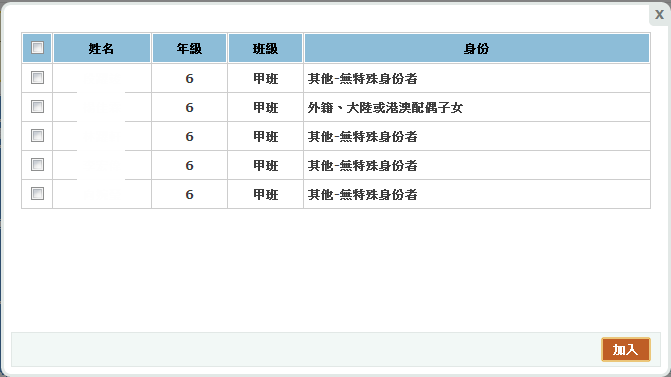 X
姓名 年級 班級 身份
6 甲班 其他-無特殊身份者
6 甲班 外籍、大陸或港澳配偶子女
6 甲班 其他-無特殊身份者
6 甲班 其他-無特殊身份者
6 甲班 其他-無特殊身份者
加入